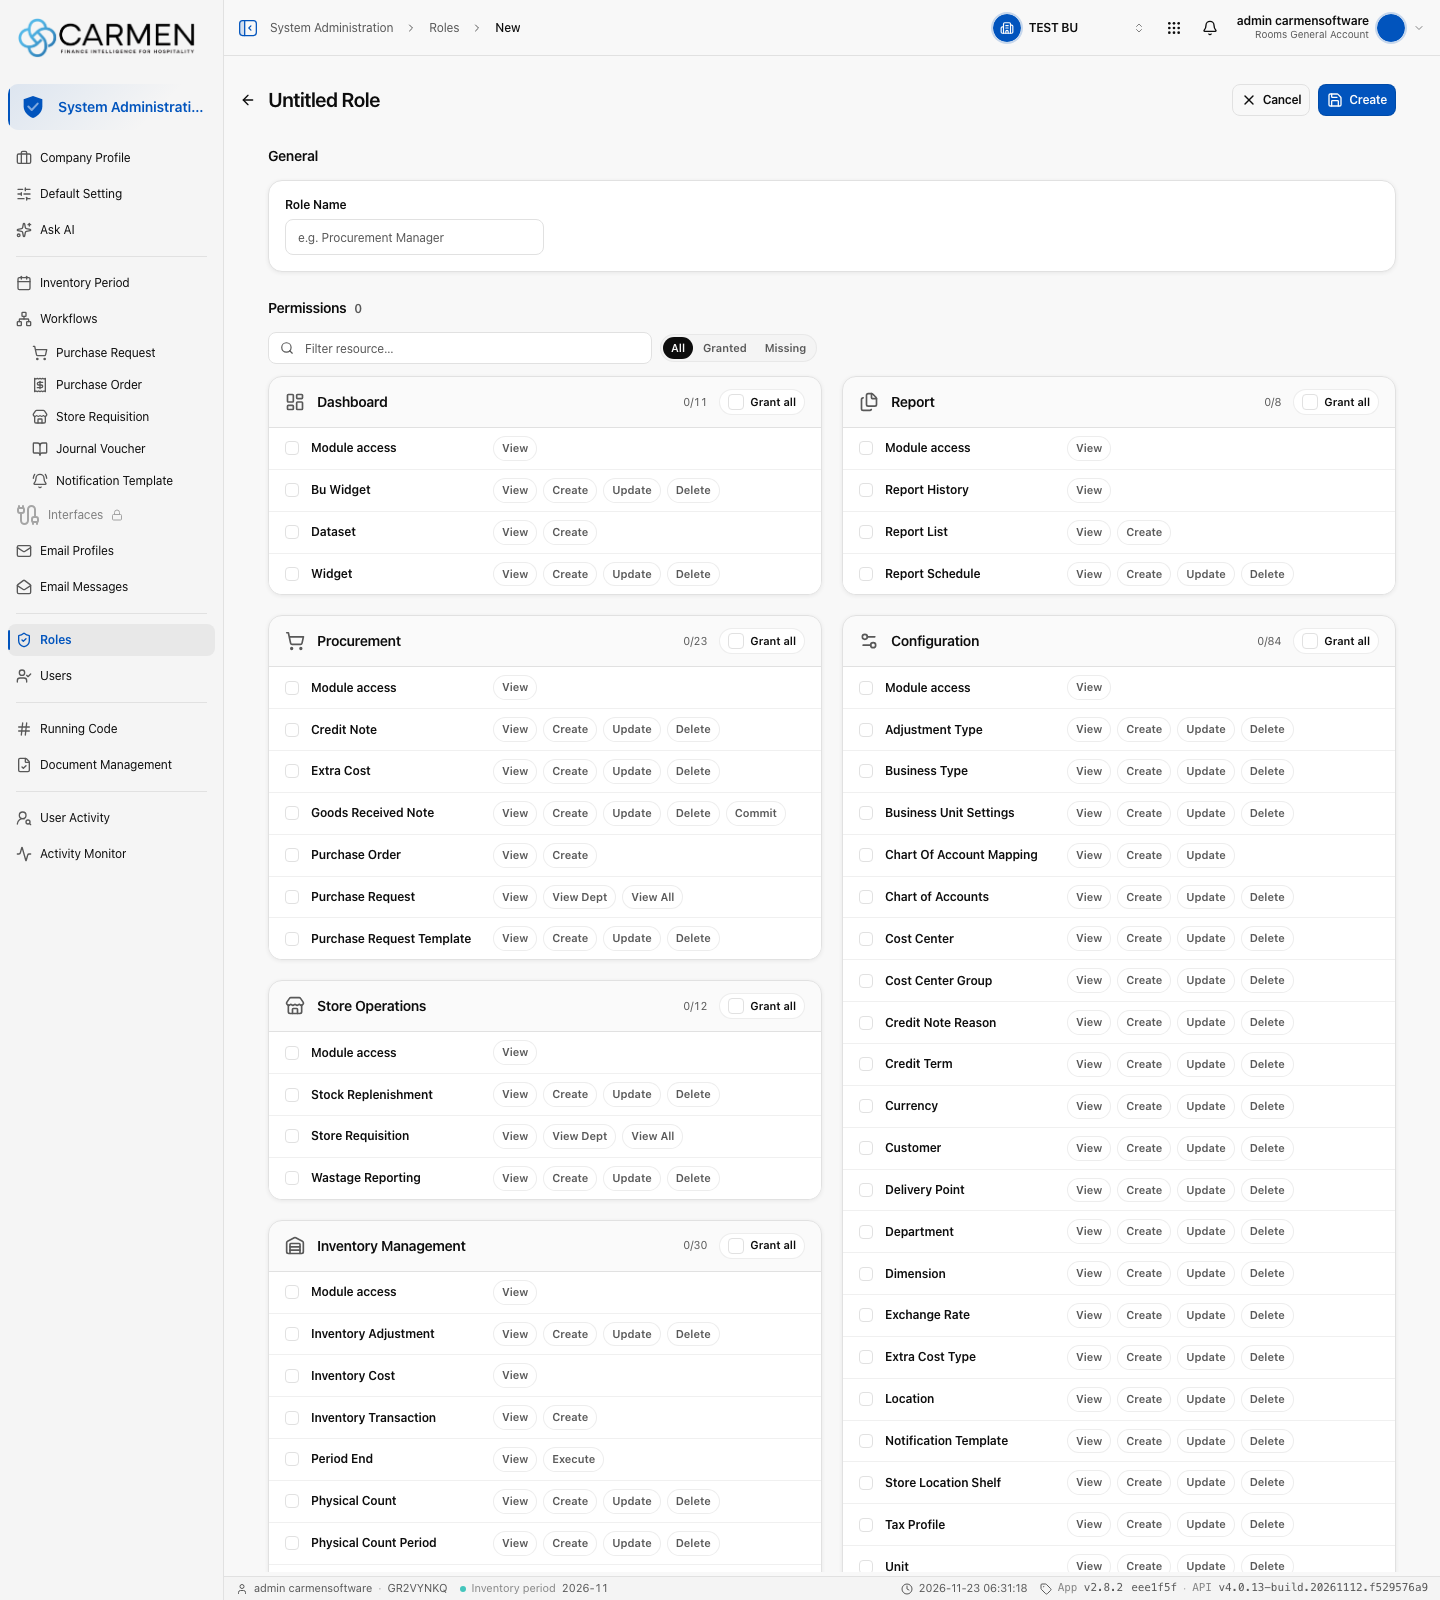 CARMEN
FINANCE INTELLIGENCE FOR HOSPITALITY
System Administrati...
Company Profile
Default Setting
Ask AI
Inventory Period
Workflows
Purchase Request
Purchase Order
Store Requisition
Journal Voucher
Notification Template
Interfaces
Email Profiles
Email Messages
Roles
Users
Running Code
Document Management
User Activity
Activity Monitor
System Administration > Roles > New
TEST BU
admin carmensoftware
Rooms General Account
Untitled Role
Cancel
Create
General
Role Name
e.g. Procurement Manager
Permissions 0
Filter resource...
All Granted Missing
Dashboard 0/11 Grant all
Module access View
Bu Widget View Create Update Delete
Dataset View Create
Widget View Create Update Delete
Procurement 0/23 Grant all
Module access View
Credit Note View Create Update Delete
Extra Cost View Create Update Delete
Goods Received Note View Create Update Delete Commit
Purchase Order View Create
Purchase Request View View Dept View All
Purchase Request Template View Create Update Delete
Store Operations 0/12 Grant all
Module access View
Stock Replenishment View Create Update Delete
Store Requisition View View Dept View All
Wastage Reporting View Create Update Delete
Inventory Management 0/30 Grant all
Module access View
Inventory Adjustment View Create Update Delete
Inventory Cost View
Inventory Transaction View Create
Period End View Execute
Physical Count View Create Update Delete
Physical Count Period View Create Update Delete
Report 0/8 Grant all
Module access View
Report History View
Report List View Create
Report Schedule View Create Update Delete
Configuration 0/84 Grant all
Module access View
Adjustment Type View Create Update Delete
Business Type View Create Update Delete
Business Unit Settings View Create Update Delete
Chart Of Account Mapping View Create Update
Chart of Accounts View Create Update Delete
Cost Center View Create Update Delete
Cost Center Group View Create Update Delete
Credit Note Reason View Create Update Delete
Credit Term View Create Update Delete
Currency View Create Update Delete
Customer View Create Update Delete
Delivery Point View Create Update Delete
Department View Create Update Delete
Dimension View Create Update Delete
Exchange Rate View Create Update Delete
Extra Cost Type View Create Update Delete
Location View Create Update Delete
Notification Template View Create Update Delete
Store Location Shelf View Create Update Delete
Tax Profile View Create Update Delete
Unit View Create Update Delete
admin carmensoftware · GR2VYNKQ Inventory period 2026-11
2026-11-23 06:31:18 App v2.8.2 eee1f5f · API v4.0.13-build.20261112.f529576a9